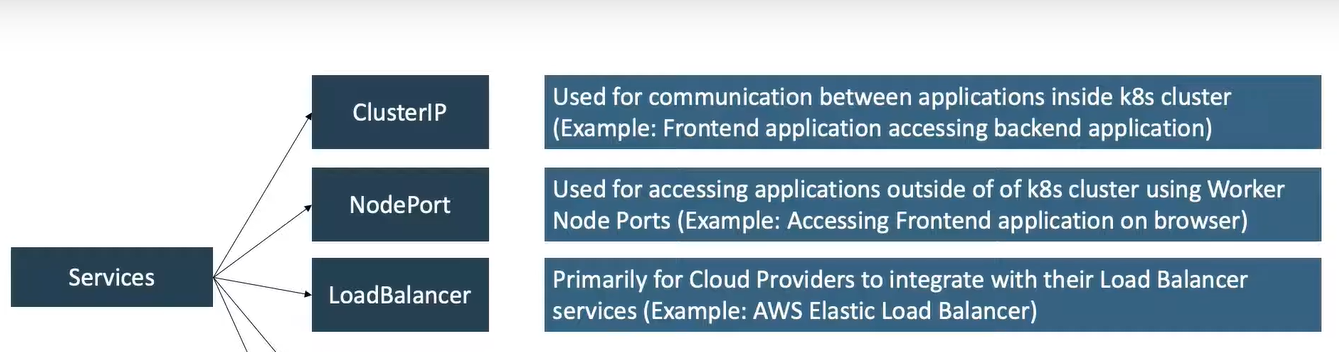 ClusterIP
Used for communication between applications inside k8s cluster
(Example: Frontend application accessing backend application)
NodePort
Used for accessing applications outside of of k8s cluster using Worker
Node Ports (Example: Accessing Frontend application on browser)
Services
LoadBalancer
Primarily for Cloud Providers to integrate with their Load Balancer
services (Example: AWS Elastic Load Balancer)